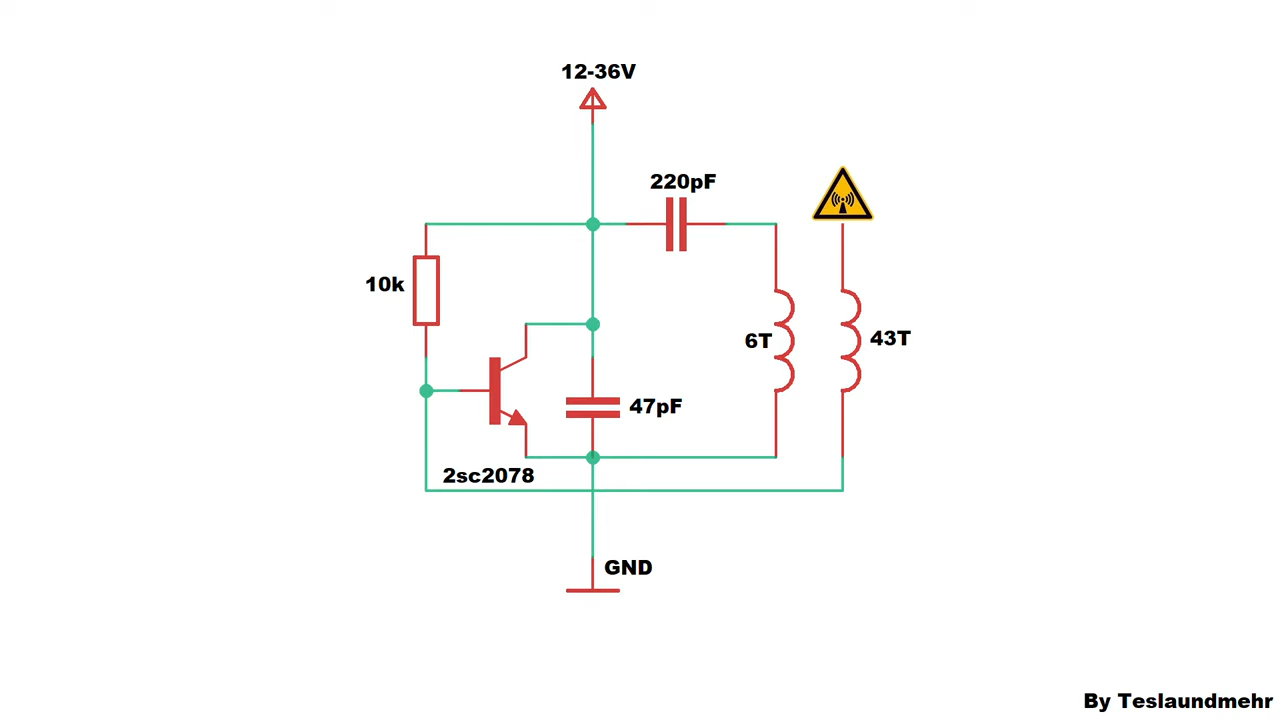 12-36V
220pF
10k
6T
43T
47pF
2sc2078
GND
By Teslaundmehr